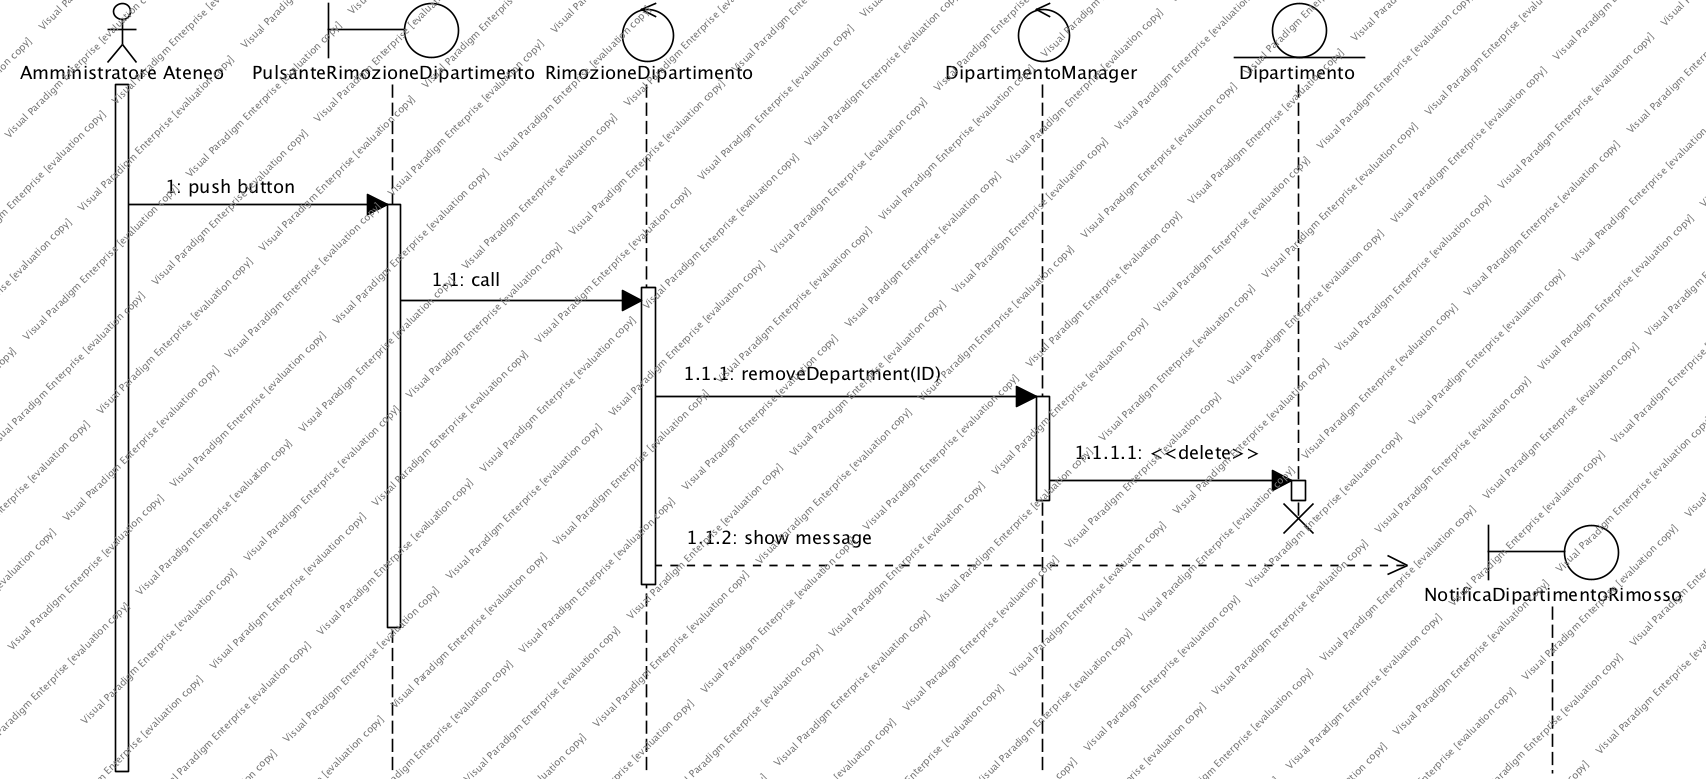 Amministratore Ateneo
PulsanteRimozioneDipartimento
RimozioneDipartimento
DipartimentoManager
Dipartimento
1: push button
1.1: call
1.1.1: removeDepartment(ID)
1.1.1.1: <<delete>>
1.1.2: show message
NotificaDipartimentoRimosso
Visual Paradigm Enterprise [evaluation copy]